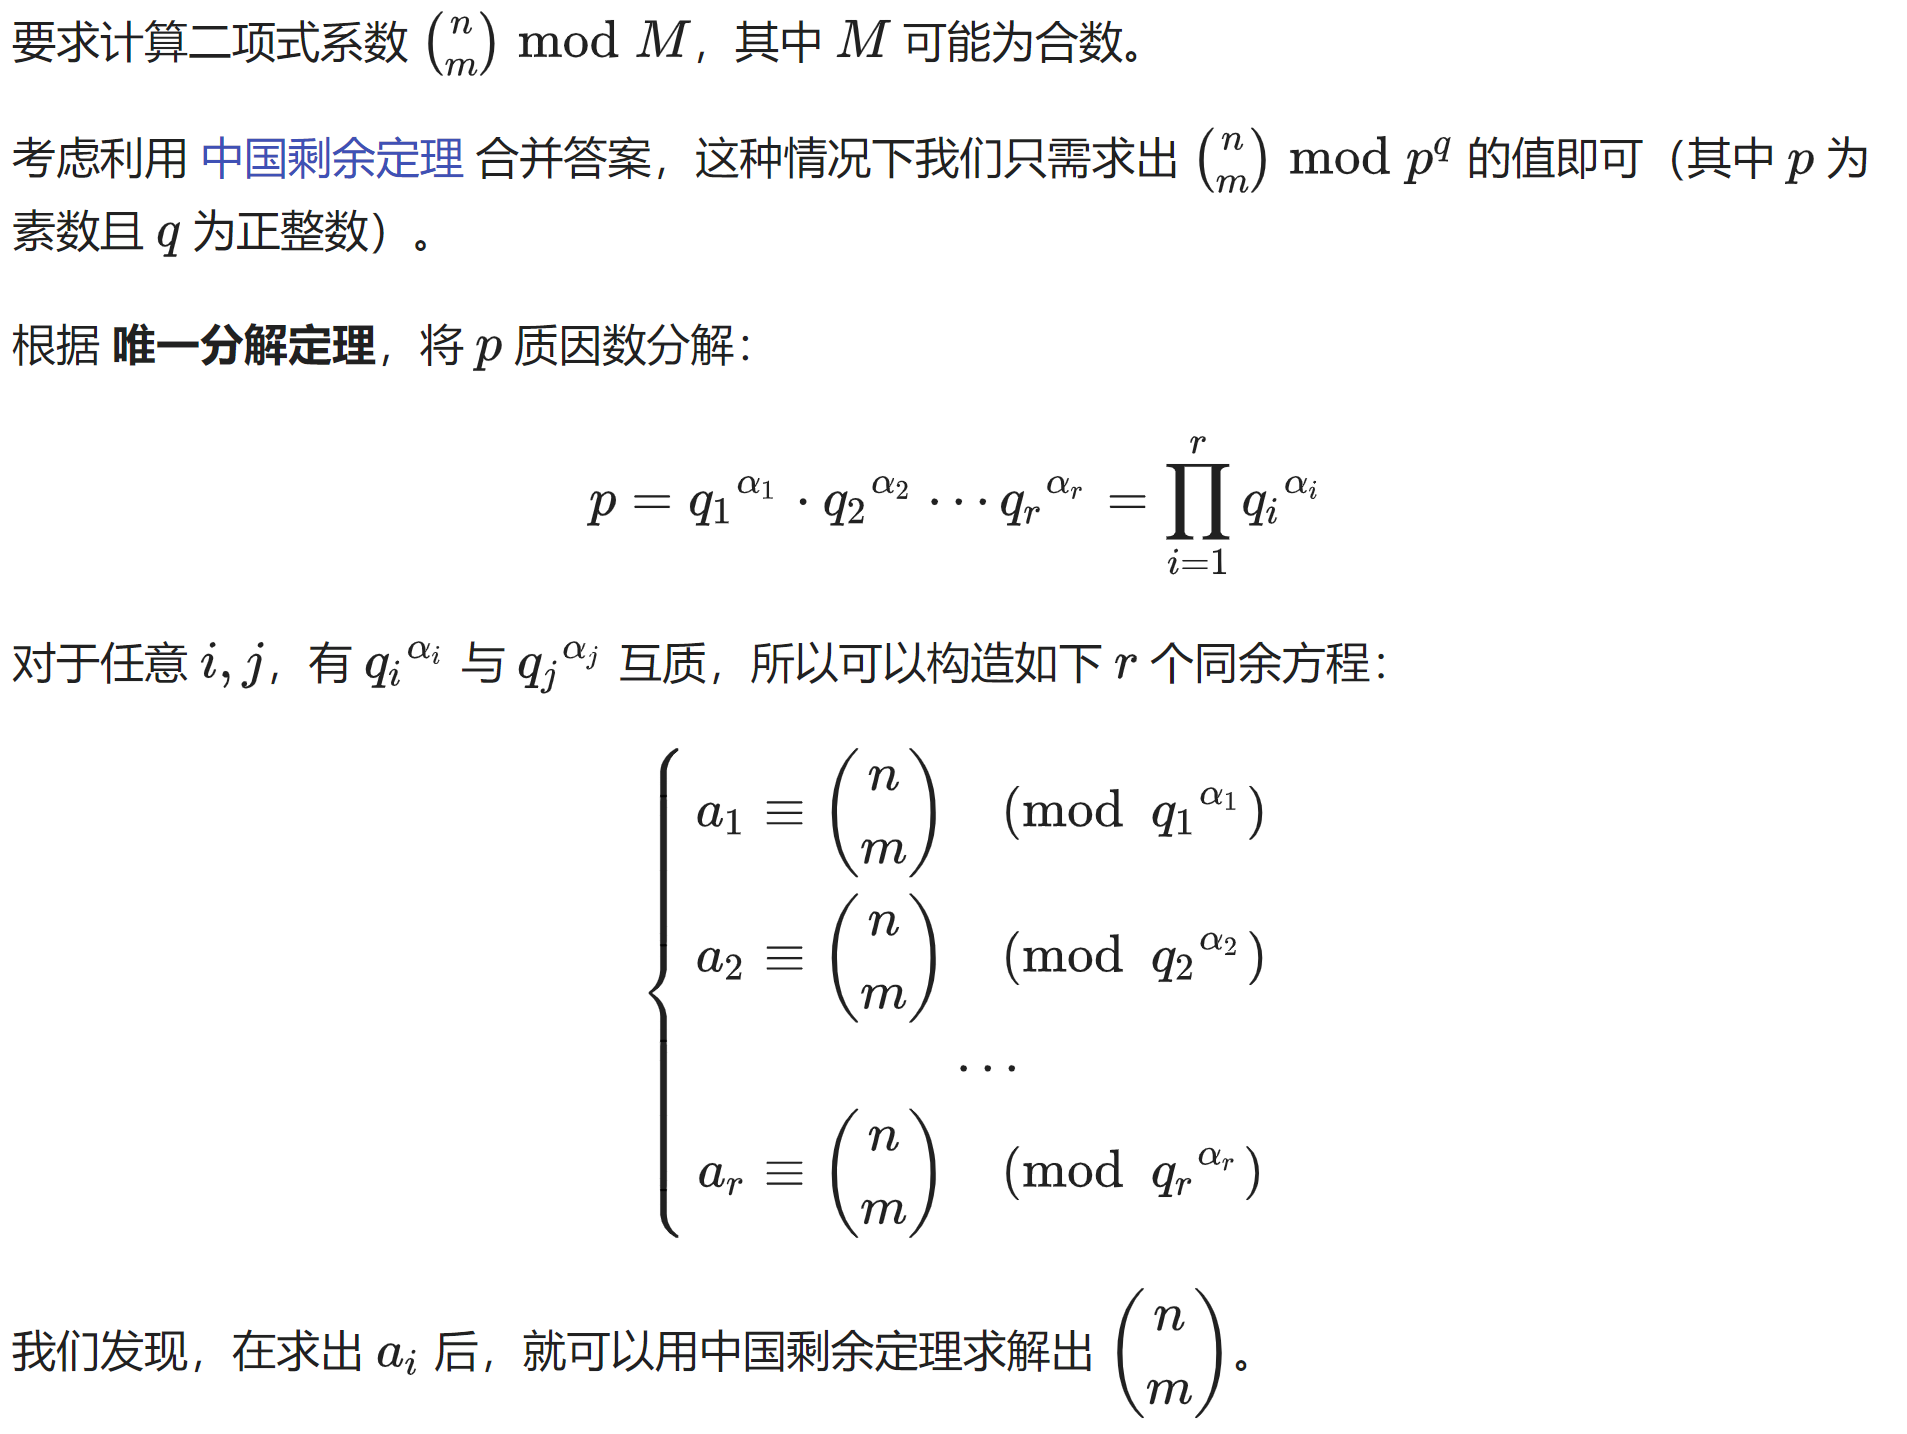 要求计算二项式系数 $\binom{n}{m} \bmod M$，其中 $M$ 可能为合数。
考虑利用 中国剩余定理 合并答案，这种情况下我们只需求出 $\binom{n}{m} \bmod p^q$ 的值即可（其中 $p$ 为
素数且 $q$ 为正整数）。
根据 唯一分解定理，将 $p$ 质因数分解：
$p = {q_1}^{\alpha_1} \cdot {q_2}^{\alpha_2} \cdots {q_r}^{\alpha_r} = \prod_{i=1}^{r} {q_i}^{\alpha_i}$
对于任意 $i, j$，有 ${q_i}^{\alpha_i}$ 与 ${q_j}^{\alpha_j}$ 互质，所以可以构造如下 $r$ 个同余方程：
$a_1 \equiv \binom{n}{m} \pmod {{q_1}^{\alpha_1}}$
$a_2 \equiv \binom{n}{m} \pmod {{q_2}^{\alpha_2}}$
$\cdots$
$a_r \equiv \binom{n}{m} \pmod {{q_r}^{\alpha_r}}$
我们发现，在求出 $a_i$ 后，就可以用中国剩余定理求解出 $\binom{n}{m}$。